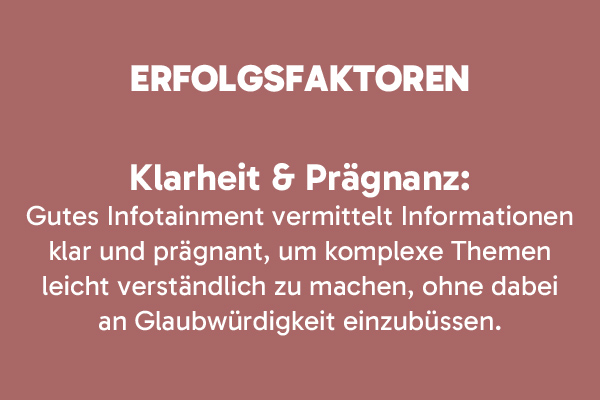 ERFOLGSFAKTOREN
Klarheit & Prägnanz:
Gutes Infotainment vermittelt Informationen
klar und prägnant, um komplexe Themen
leicht verständlich zu machen, ohne dabei
an Glaubwürdigkeit einzubüssen.